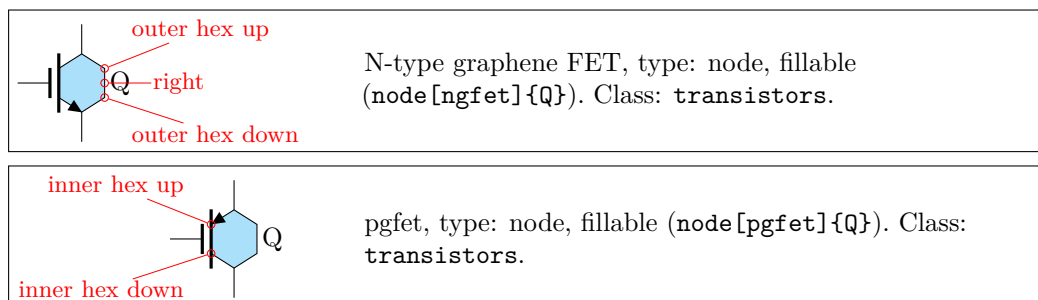 outer hex up
Q
right
outer hex down
N-type graphene FET, type: node, fillable
(node[ngfet]{Q}). Class: transistors.
inner hex up
Q
inner hex down
pgfet, type: node, fillable (node[pgfet]{Q}). Class:
transistors.